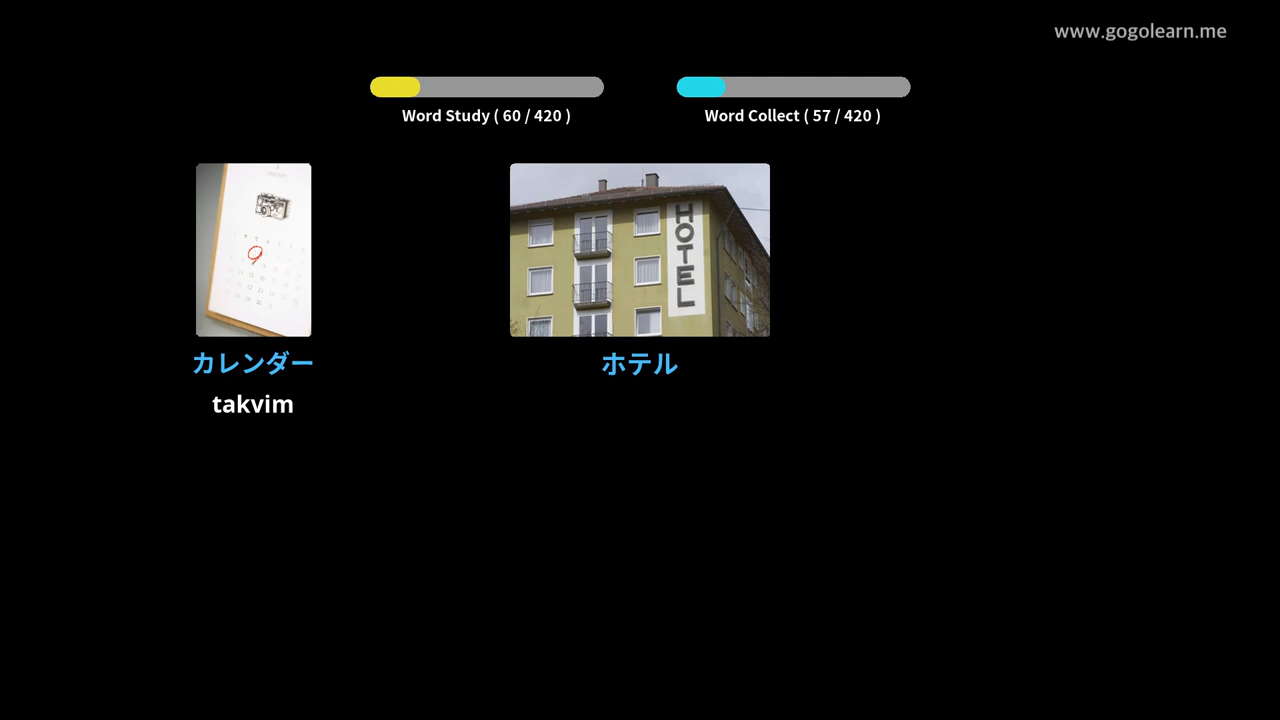 www.gogolearn.me
Word Study ( 60 / 420 )
Word Collect ( 57 / 420 )
HOTEL
カレンダー
ホテル
takvim